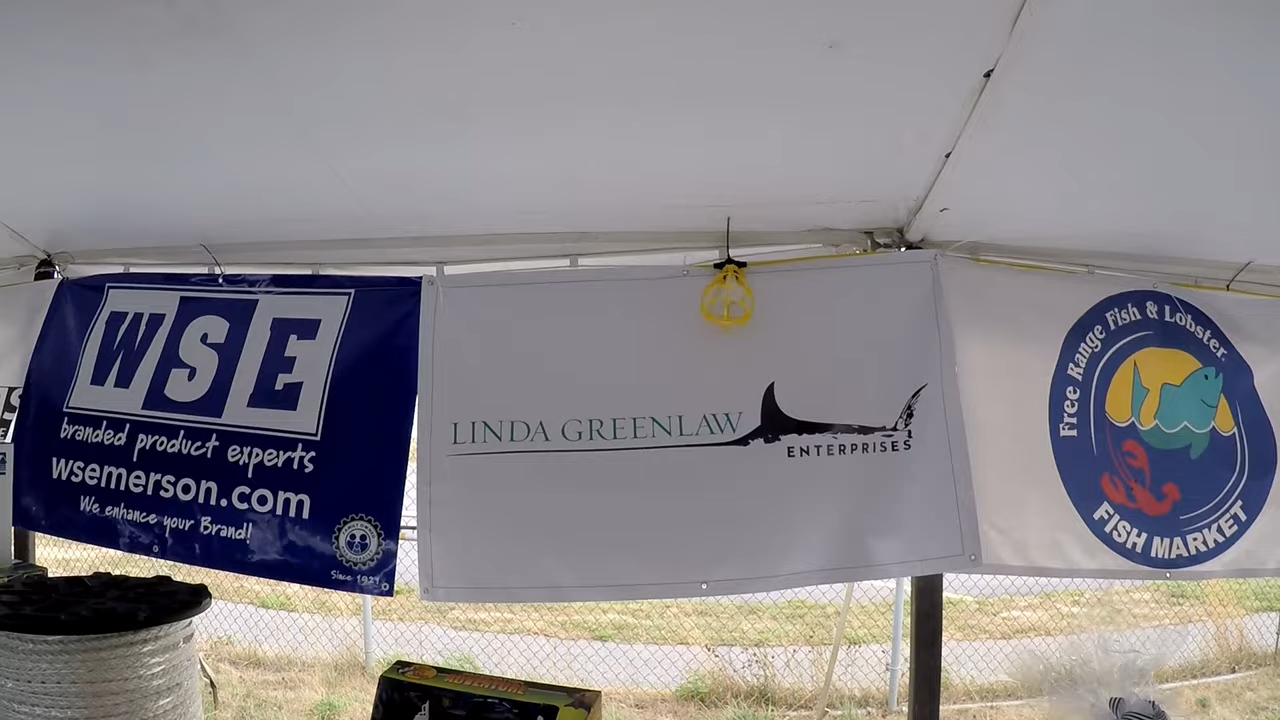 WSE
branded product experts
wsemerson.com
We enhance your Brand!
Since 1921
LINDA GREENLAW
ENTERPRISES
Free Range Fish & Lobster
FISH MARKET
ADVENTURE